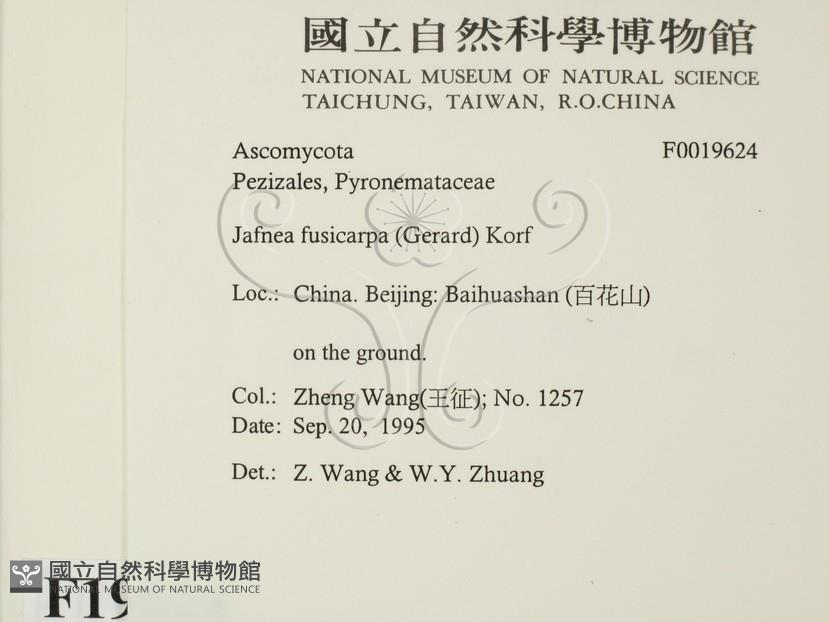 國立自然科學博物館
NATIONAL MUSEUM OF NATURAL SCIENCE
TAICHUNG, TAIWAN, R.O.CHINA
Ascomycota F0019624
Pezizales, Pyronemataceae
Jafnea fusicarpa (Gerard) Korf
Loc.: China. Beijing: Baihuashan (百花山)
on the ground.
Col.: Zheng Wang(王征); No. 1257
Date: Sep. 20, 1995
Det.: Z. Wang & W.Y. Zhuang
國立自然科學博物館
NATIONAL MUSEUM OF NATURAL SCIENCE
F19